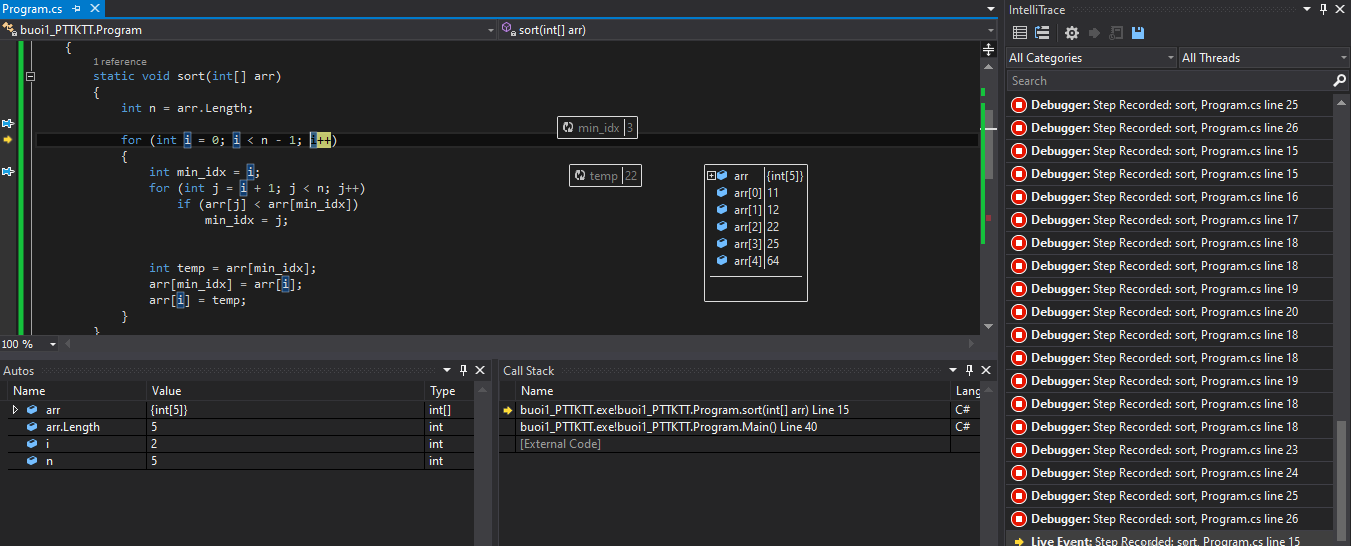 Program.cs
buoi1_PTTKTT.Program
sort(int[] arr)
{
1 reference
static void sort(int[] arr)
{
int n = arr.Length;
for (int i = 0; i < n - 1; i++)
{
int min_idx = i;
for (int j = i + 1; j < n; j++)
if (arr[j] < arr[min_idx])
min_idx = j;
int temp = arr[min_idx];
arr[min_idx] = arr[i];
arr[i] = temp;
}
}
min_idx 3
temp 22
arr {int[5]}
arr[0] 11
arr[1] 12
arr[2] 22
arr[3] 25
arr[4] 64
100 %
Autos
Name Value Type
arr {int[5]} int[]
arr.Length 5 int
i 2 int
n 5 int
Call Stack
Name Lang
buoi1_PTTKTT.exe!buoi1_PTTKTT.Program.sort(int[] arr) Line 15 C#
buoi1_PTTKTT.exe!buoi1_PTTKTT.Program.Main() Line 40 C#
[External Code]
IntelliTrace
All Categories All Threads
Search
Debugger: Step Recorded: sort, Program.cs line 25
Debugger: Step Recorded: sort, Program.cs line 26
Debugger: Step Recorded: sort, Program.cs line 15
Debugger: Step Recorded: sort, Program.cs line 15
Debugger: Step Recorded: sort, Program.cs line 16
Debugger: Step Recorded: sort, Program.cs line 17
Debugger: Step Recorded: sort, Program.cs line 18
Debugger: Step Recorded: sort, Program.cs line 18
Debugger: Step Recorded: sort, Program.cs line 19
Debugger: Step Recorded: sort, Program.cs line 20
Debugger: Step Recorded: sort, Program.cs line 18
Debugger: Step Recorded: sort, Program.cs line 18
Debugger: Step Recorded: sort, Program.cs line 19
Debugger: Step Recorded: sort, Program.cs line 18
Debugger: Step Recorded: sort, Program.cs line 18
Debugger: Step Recorded: sort, Program.cs line 23
Debugger: Step Recorded: sort, Program.cs line 24
Debugger: Step Recorded: sort, Program.cs line 25
Debugger: Step Recorded: sort, Program.cs line 26
Live Event: Step Recorded: sort, Program.cs line 15